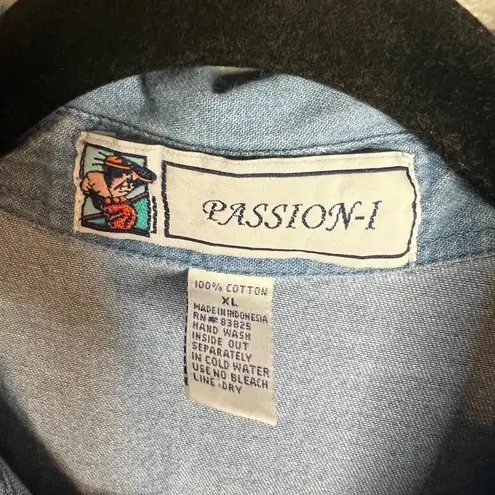 PASSION-I
100% COTTON
XL
MADE IN INDONESIA
RN# 83825
HAND WASH
INSIDE OUT
SEPARATELY
IN COLD WATER
USE NO BLEACH
LINE DRY